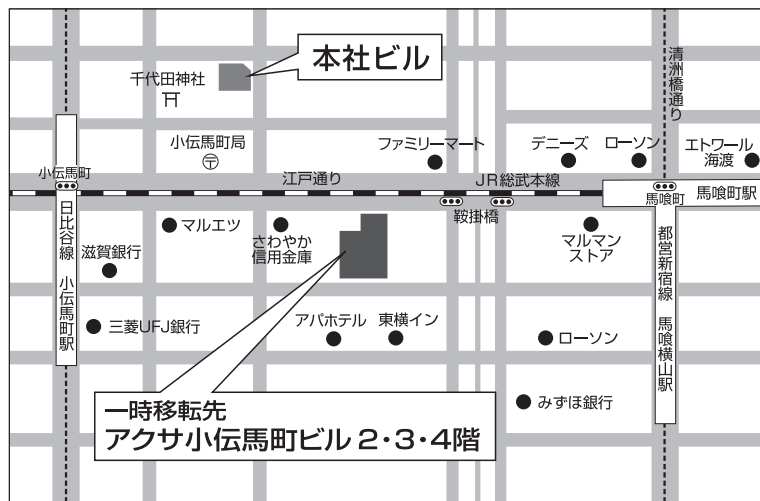 本社ビル
千代田神社
清洲橋通り
小伝馬町局
ファミリーマート
デニーズ
ローソン
エトワール
海渡
小伝馬町
江戸通り
JR総武本線
馬喰町
馬喰町駅
鞍掛橋
マルエツ
さわやか
信用金庫
マルマン
ストア
滋賀銀行
日比谷線 小伝馬町駅
都営新宿線 馬喰横山駅
三菱UFJ銀行
アパホテル
東横イン
ローソン
みずほ銀行
一時移転先
アクサ小伝馬町ビル 2・3・4階